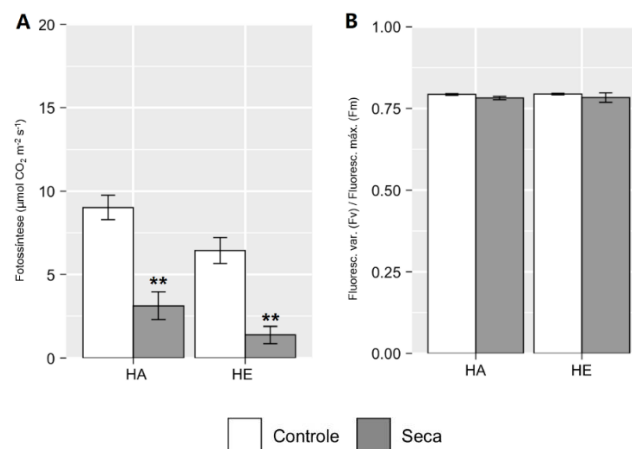 A
Fotossíntese (µmol CO₂ m⁻² s⁻¹)
20
15
10
5
0
**
**
HA
HE
B
Fluoresc. var. (Fv) / Fluoresc. máx. (Fm)
1.00
0.75
0.50
0.25
0.00
HA
HE
Controle
Seca